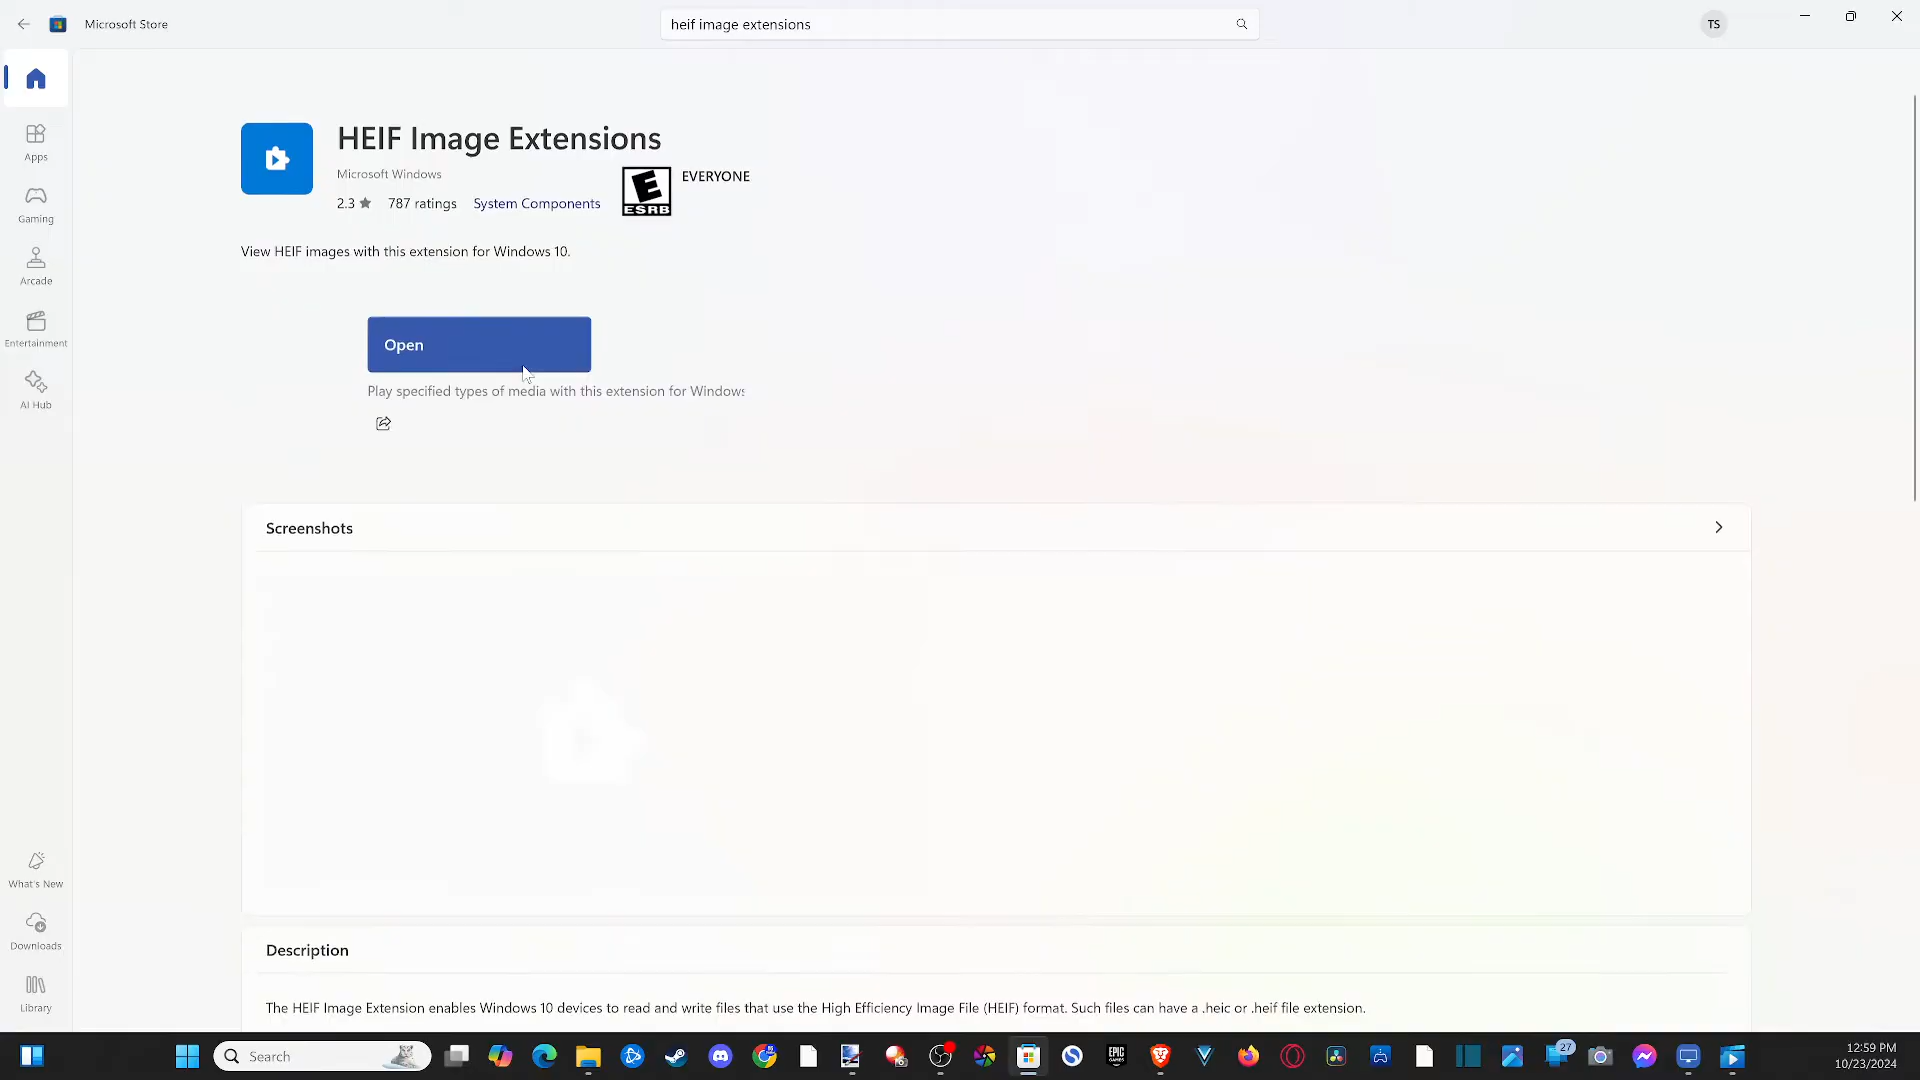 Microsoft Store
heif image extensions
TS
Apps
Gaming
Arcade
Entertainment
AI Hub
What's New
Downloads
Library
HEIF Image Extensions
Microsoft Windows
2.3 ★ 787 ratings System Components
E
ESRB
EVERYONE
View HEIF images with this extension for Windows 10.
Open
Play specified types of media with this extension for Windows
Screenshots
Description
The HEIF Image Extension enables Windows 10 devices to read and write files that use the High Efficiency Image File (HEIF) format. Such files can have a .heic or .heif file extension.
Search
EPIC
GAMES
27
12:59 PM
10/23/2024